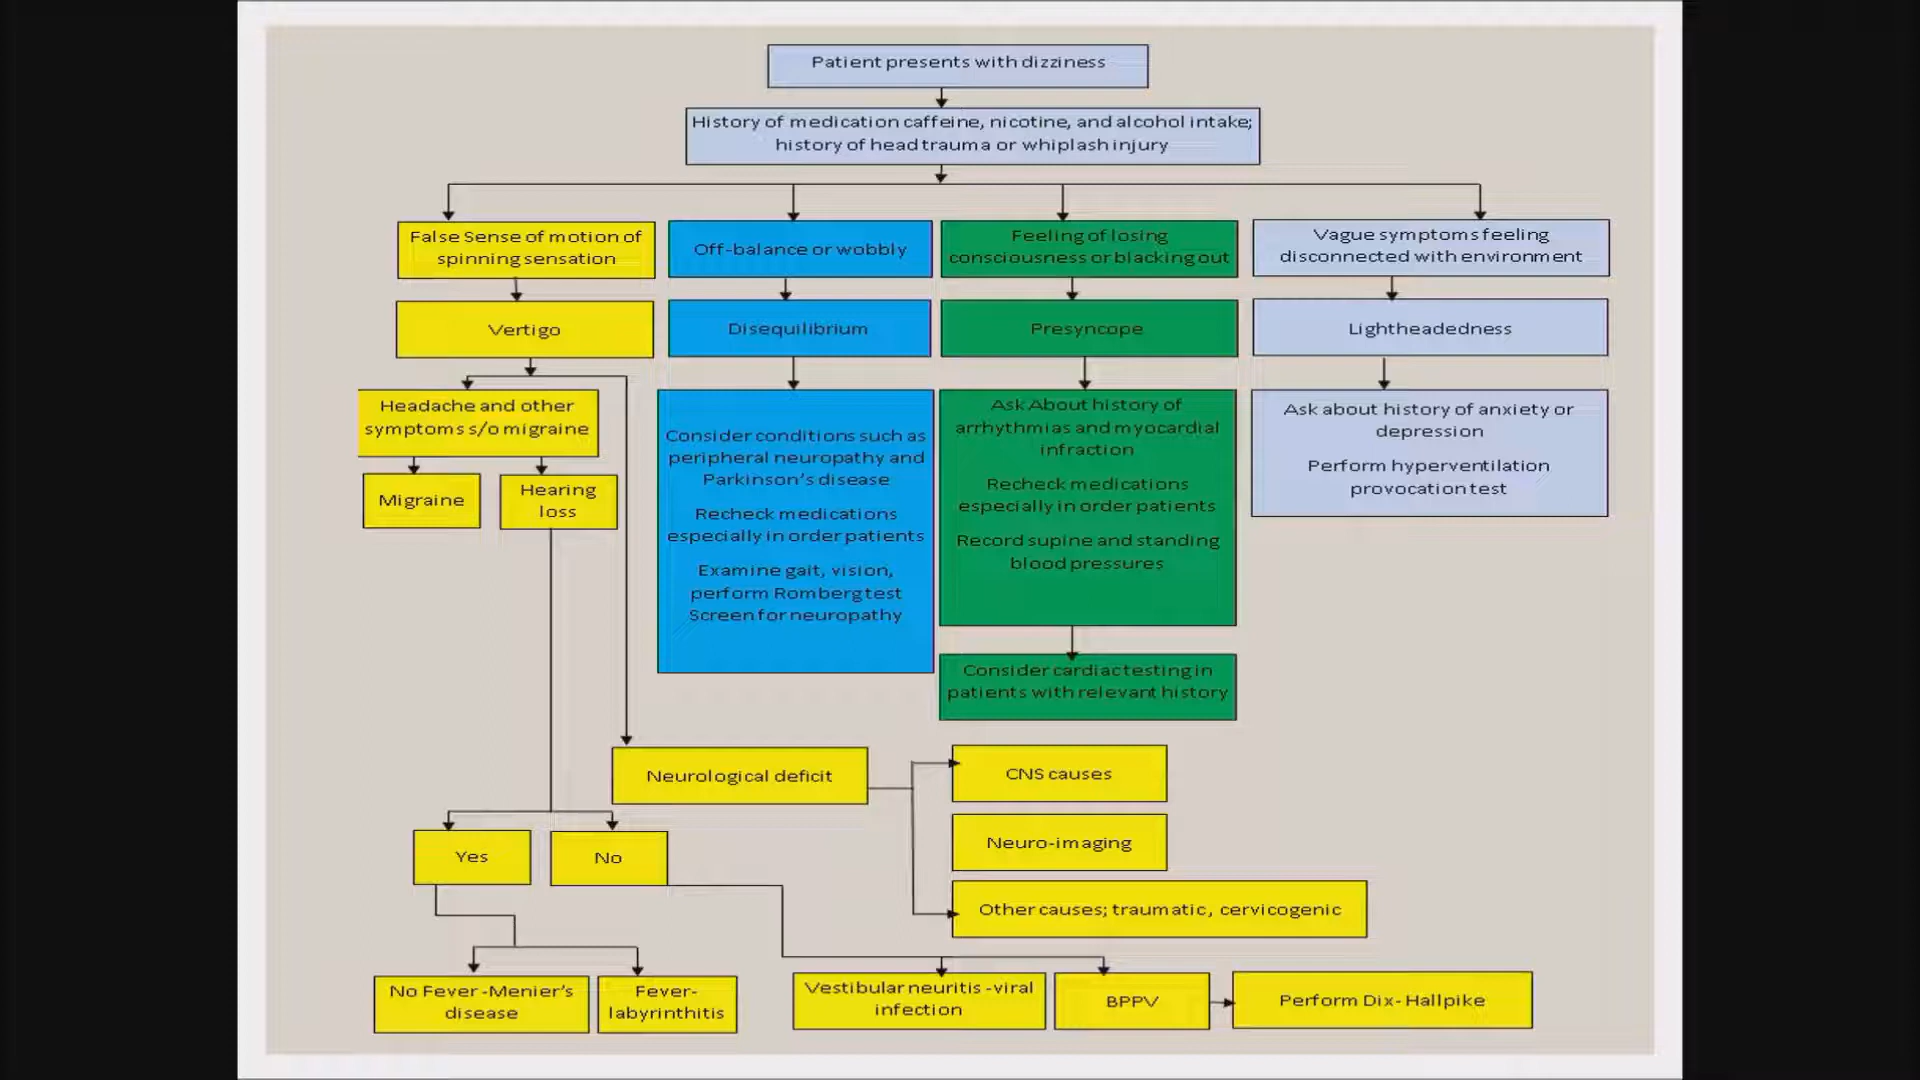 Patient presents with dizziness
History of medication caffeine, nicotine, and alcohol intake;
history of head trauma or whiplash injury
False Sense of motion of
spinning sensation
Off-balance or wobbly
Feeling of losing
consciousness or blacking out
Vague symptoms feeling
disconnected with environment
Vertigo
Disequilibrium
Presyncope
Lightheadedness
Headache and other
symptoms s/o migraine
Migraine
Hearing
loss
Consider conditions such as
peripheral neuropathy and
Parkinson's disease
Recheck medications
especially in order patients
Examine gait, vision,
perform Romberg test
Screen for neuropathy
Ask About history of
arrhythmias and myocardial
infraction
Recheck medications
especially in order patients
Record supine and standing
blood pressures
Ask about history of anxiety or
depression
Perform hyperventilation
provocation test
Consider cardiac testing in
patients with relevant history
Neurological deficit
CNS causes
Neuro-imaging
Other causes; traumatic, cervicogenic
Yes
No
No Fever -Menier's
disease
Fever-
labyrinthitis
Vestibular neuritis -viral
infection
BPPV
Perform Dix- Hallpike